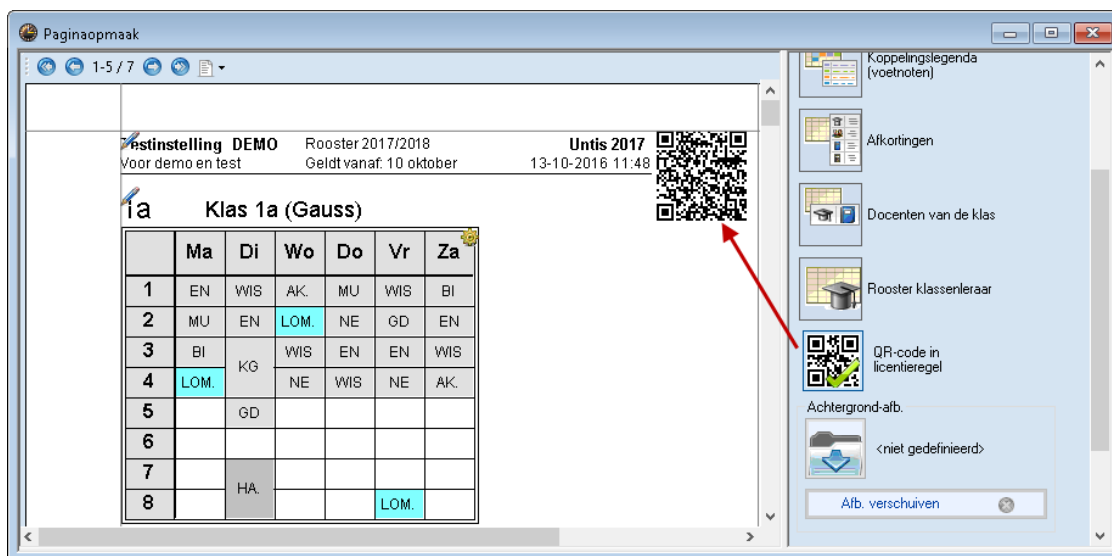 Paginaopmaak
1-5 / 7
Testinstelling DEMO Rooster 2017/2018 Untis 2017
Voor demo en test Geldt vanaf: 10 oktober 13-10-2016 11:48
1a Klas 1a (Gauss)
Ma Di Wo Do Vr Za
1 EN WIS AK. MU WIS BI
2 MU EN LOM. NE GD EN
3 BI KG WIS EN EN WIS
4 LOM. NE WIS NE AK.
5 GD
6
7 HA.
8 LOM.
Koppelingslegenda
(voetnoten)
Afkortingen
Docenten van de klas
Rooster klassenleraar
QR-code in
licentieregel
Achtergrond-afb.
<niet gedefinieerd>
Afb. verschuiven